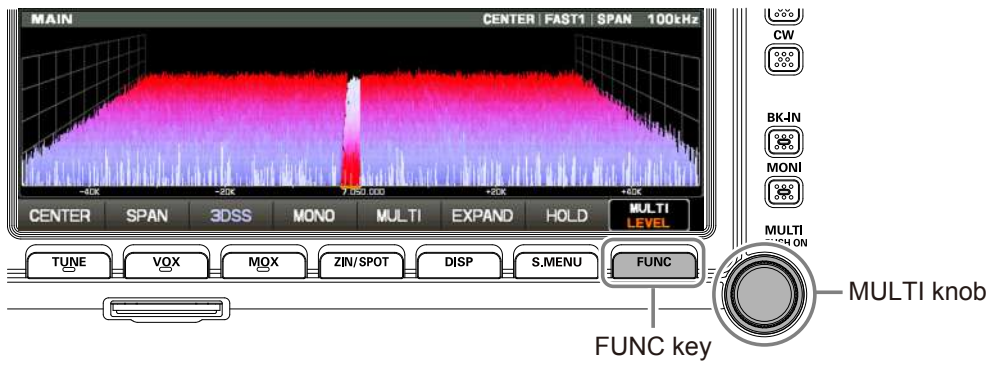 MAIN
CENTER | FAST1 | SPAN 100kHz
CW
BK-IN
MONI
-40K
-20K
7 050.000
+20K
+40K
CENTER
SPAN
3DSS
MONO
MULTI
EXPAND
HOLD
MULTI
LEVEL
MULTI
PUSH ON
TUNE
VOX
MOX
ZIN/SPOT
DISP
S.MENU
FUNC
MULTI knob
FUNC key